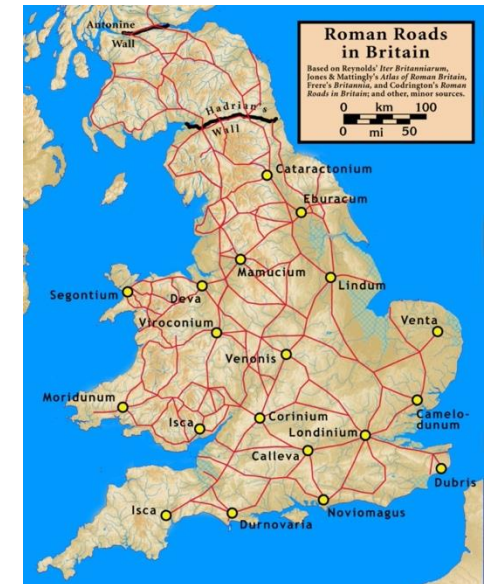 Antonine
Wall
Roman Roads
in Britain
Based on Reynolds' Iter Britanniarum,
Jones & Mattingly's Atlas of Roman Britain,
Frere's Britannia, and Codrington's Roman
Roads in Britain; and other, minor sources.
0 km 100
0 mi 50
Hadrian's
Wall
Cataractonium
Eburacum
Mamucium
Segontium
Deva
Lindum
Viroconium
Venta
Venonis
Moridunum
Isca
Corinium
Londinium
Camelo-
dunum
Calleva
Dubris
Isca
Durnovaria
Noviomagus